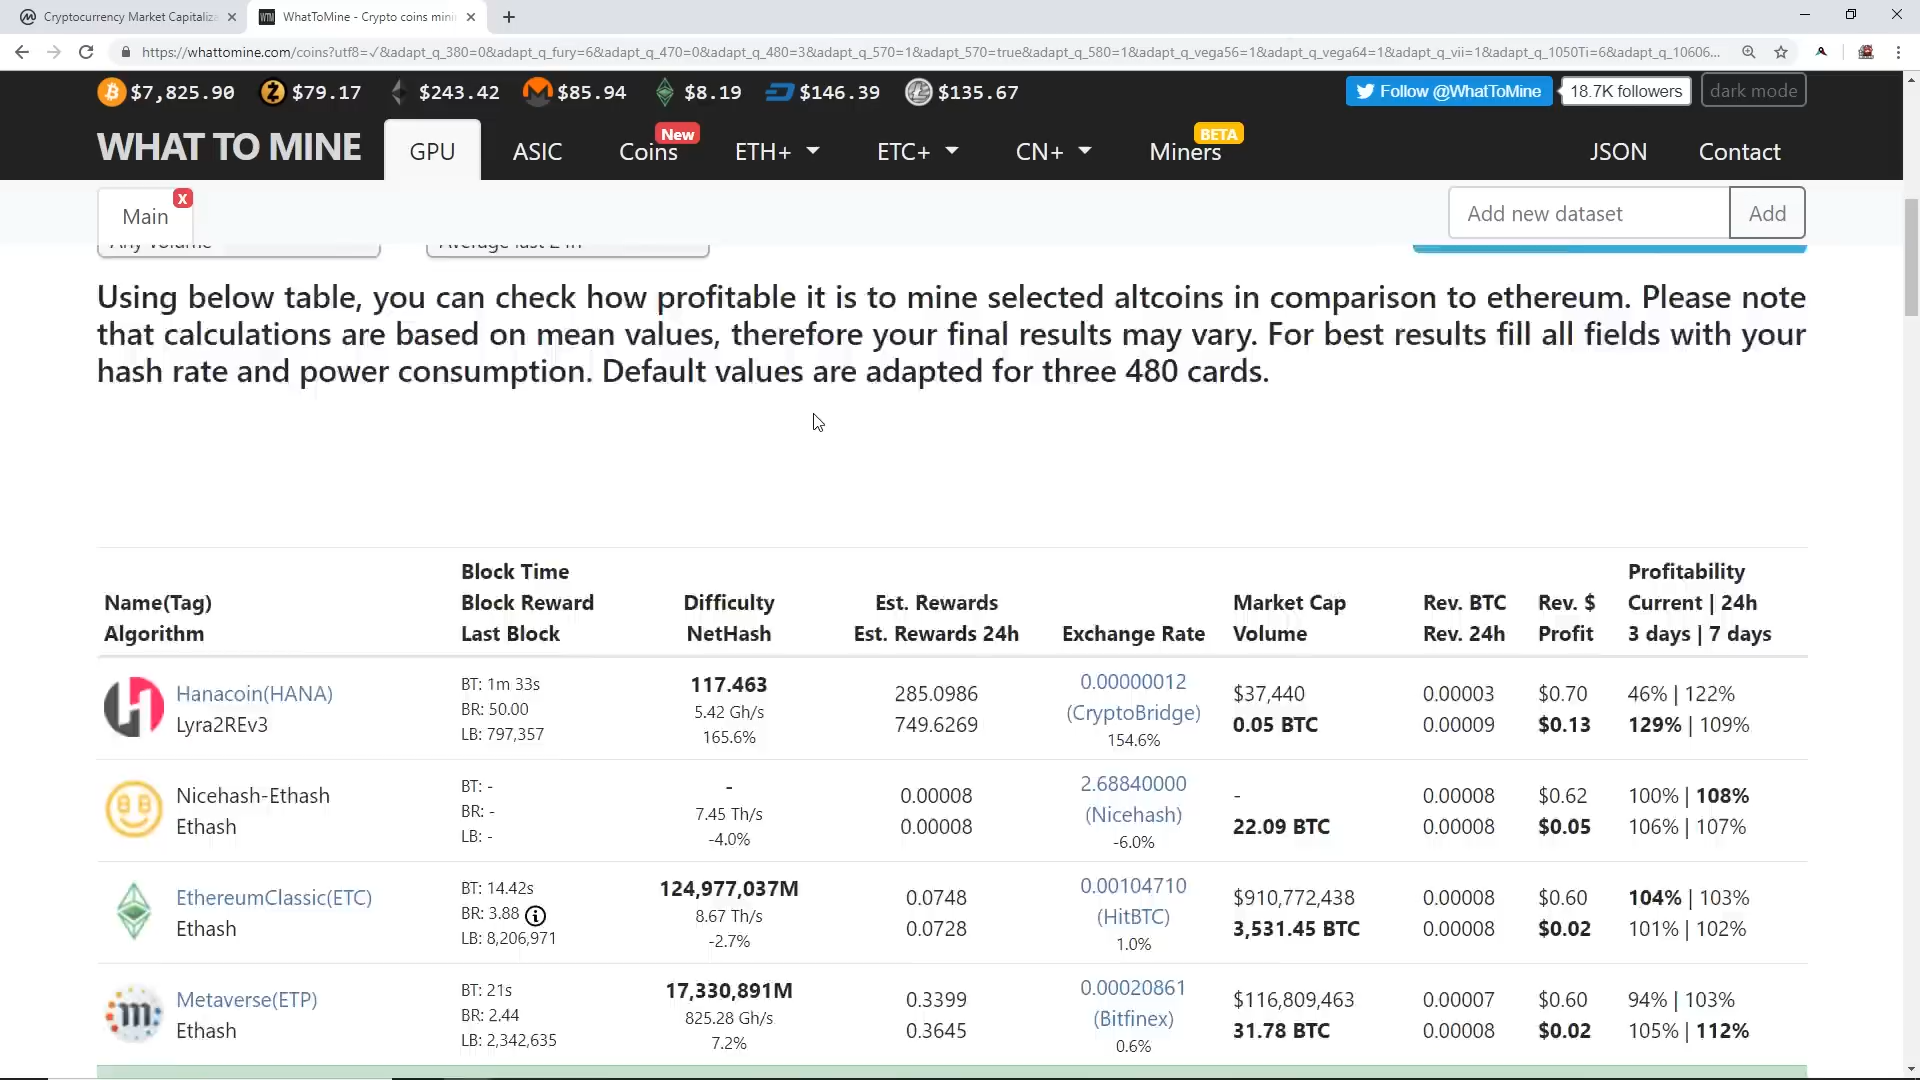 Cryptocurrency Market Capitaliza
WhatToMine - Crypto coins mini
https://whattomine.com/coins?utf8=✓&adapt_q_380=0&adapt_q_fury=6&adapt_q_470=0&adapt_q_480=3&adapt_q_570=1&adapt_570=true&adapt_q_580=1&adapt_q_vega56=1&adapt_q_vega64=1&adapt_q_vii=1&adapt_q_1050Ti=6&adapt_q_10606...
$7,825.90 $79.17 $243.42 $85.94 $8.19 $146.39 $135.67
Follow @WhatToMine 18.7K followers dark mode
WHAT TO MINE GPU ASIC Coins New ETH+ ETC+ CN+ Miners BETA JSON Contact
Main X Add new dataset Add
Any volume Average last 24h
Using below table, you can check how profitable it is to mine selected altcoins in comparison to ethereum. Please note
that calculations are based on mean values, therefore your final results may vary. For best results fill all fields with your
hash rate and power consumption. Default values are adapted for three 480 cards.
Block Time Profitability
Name(Tag) Block Reward Difficulty Est. Rewards Market Cap Rev. BTC Rev. $ Current | 24h
Algorithm Last Block NetHash Est. Rewards 24h Exchange Rate Volume Rev. 24h Profit 3 days | 7 days
Hanacoin(HANA)
Lyra2REv3
BT: 1m 33s
BR: 50.00
LB: 797,357
117.463
5.42 Gh/s
165.6%
285.0986
749.6269
0.00000012
(CryptoBridge)
154.6%
$37,440
0.05 BTC
0.00003
0.00009
$0.70
$0.13
46% | 122%
129% | 109%
Nicehash-Ethash
Ethash
BT: -
BR: -
LB: -
-
7.45 Th/s
-4.0%
0.00008
0.00008
2.68840000
(Nicehash)
-6.0%
-
22.09 BTC
0.00008
0.00008
$0.62
$0.05
100% | 108%
106% | 107%
EthereumClassic(ETC)
Ethash
BT: 14.42s
BR: 3.88
LB: 8,206,971
124,977,037M
8.67 Th/s
-2.7%
0.0748
0.0728
0.00104710
(HitBTC)
1.0%
$910,772,438
3,531.45 BTC
0.00008
0.00008
$0.60
$0.02
104% | 103%
101% | 102%
Metaverse(ETP)
Ethash
BT: 21s
BR: 2.44
LB: 2,342,635
17,330,891M
825.28 Gh/s
7.2%
0.3399
0.3645
0.00020861
(Bitfinex)
0.6%
$116,809,463
31.78 BTC
0.00007
0.00008
$0.60
$0.02
94% | 103%
105% | 112%